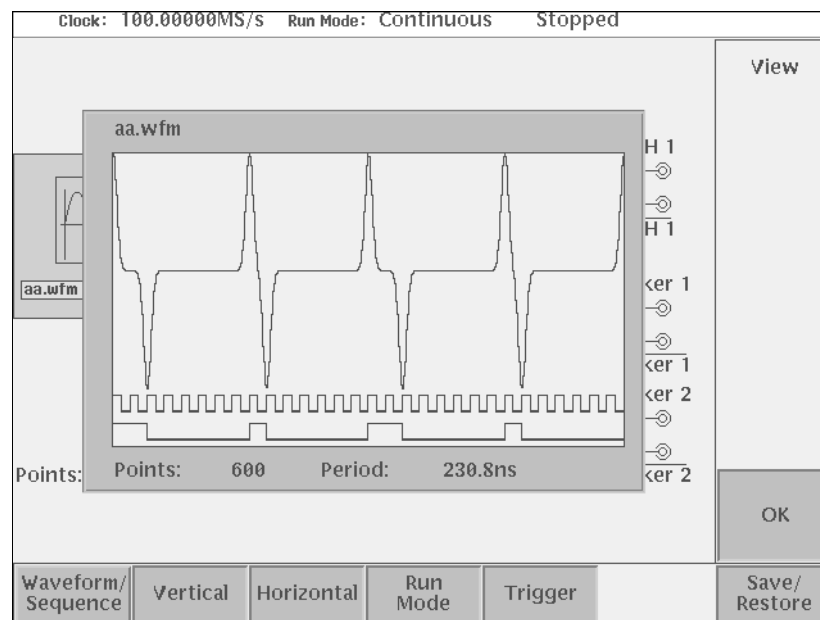 Clock: 100.00000MS/s Run Mode: Continuous Stopped
View
aa.wfm
H 1
H 1
aa.wfm
ker 1
ker 1
ker 2
Points: 600 Period: 230.8ns
Points:
ker 2
OK
Waveform/
Sequence
Vertical
Horizontal
Run
Mode
Trigger
Save/
Restore